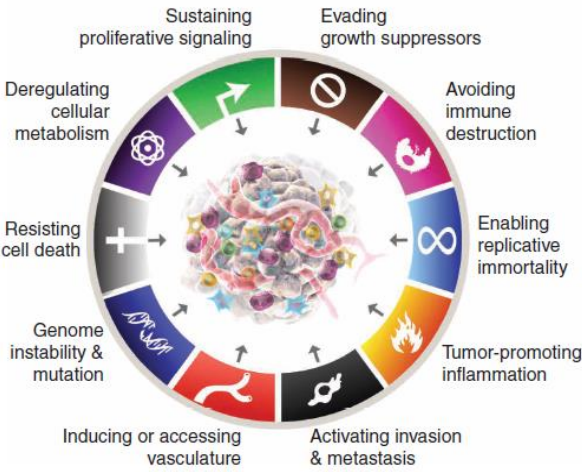 Sustaining
proliferative signaling
Evading
growth suppressors
Avoiding
immune
destruction
Enabling
replicative
immortality
Tumor-promoting
inflammation
Activating invasion
& metastasis
Inducing or accessing
vasculature
Genome
instability &
mutation
Resisting
cell death
Deregulating
cellular
metabolism